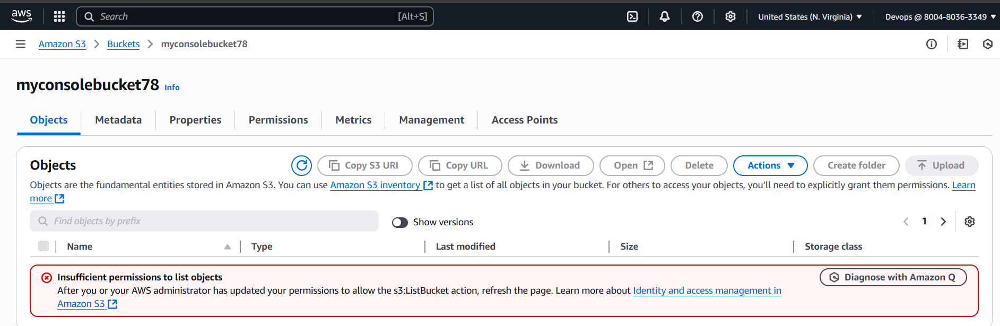 aws
Search [Alt+S]
United States (N. Virginia)
Devops @ 8004-8036-3349
Amazon S3 > Buckets > myconsolebucket78
myconsolebucket78 Info
Objects Metadata Properties Permissions Metrics Management Access Points
Objects
Copy S3 URI Copy URL Download Open Delete Actions Create folder Upload
Objects are the fundamental entities stored in Amazon S3. You can use Amazon S3 inventory to get a list of all objects in your bucket. For others to access your objects, you’ll need to explicitly grant them permissions. Learn
more
Find objects by prefix
Show versions
1
Name Type Last modified Size Storage class
Insufficient permissions to list objects
Diagnose with Amazon Q
After you or your AWS administrator has updated your permissions to allow the s3:ListBucket action, refresh the page. Learn more about Identity and access management in
Amazon S3